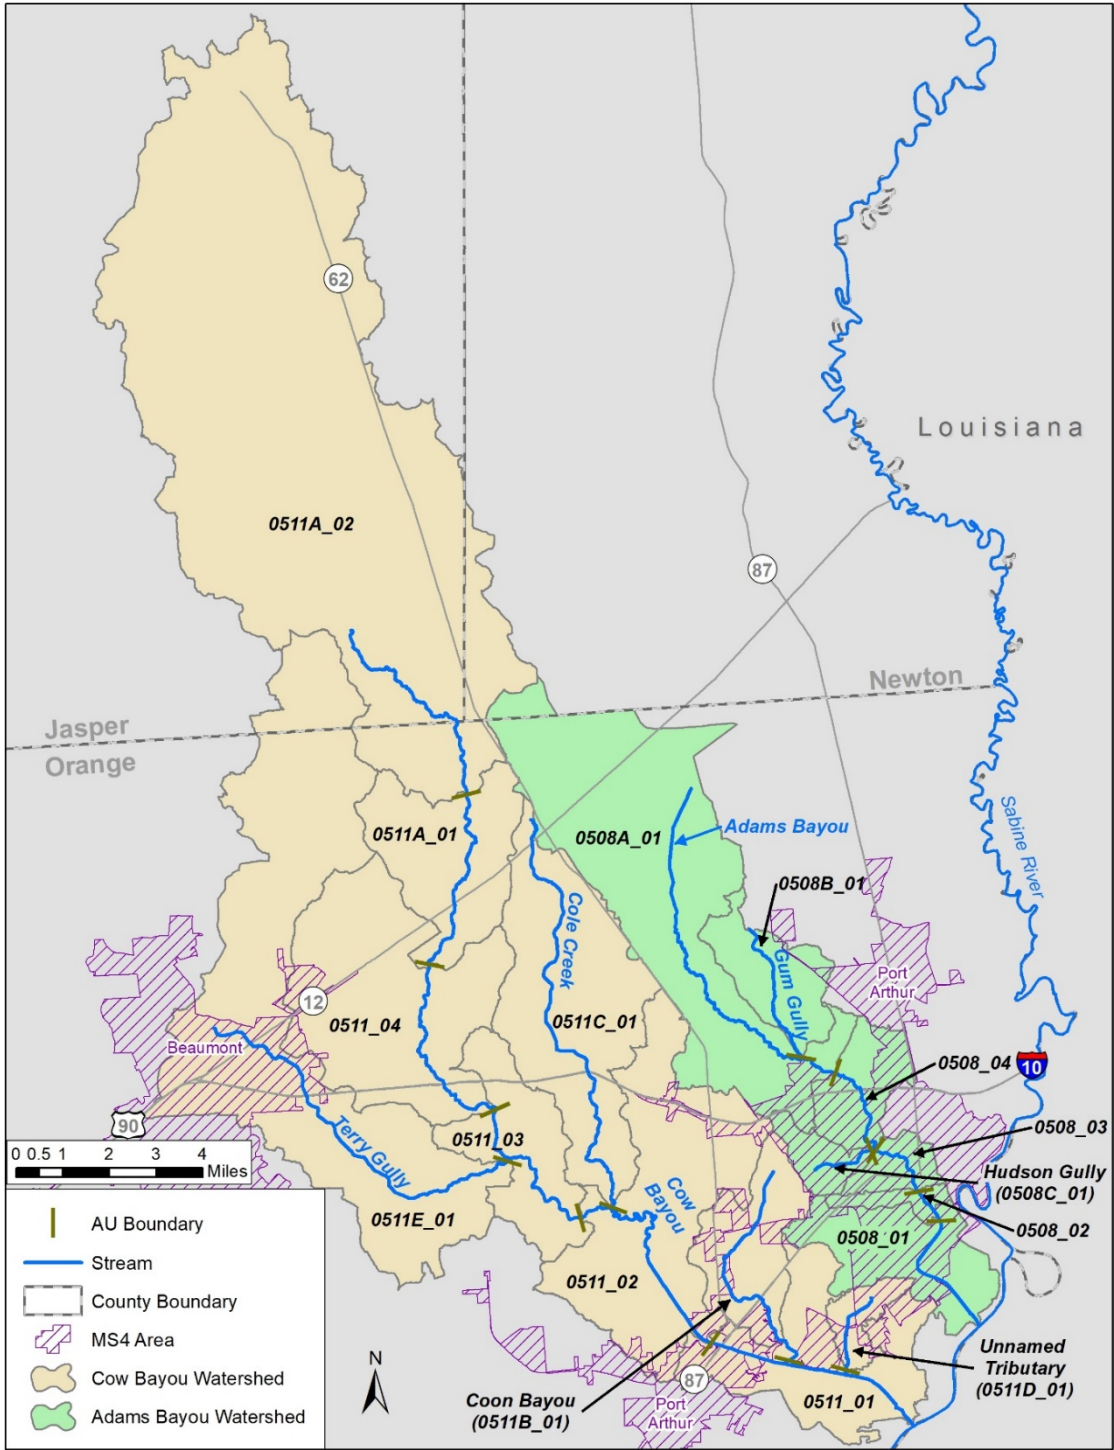 62
Louisiana
0511A_02
87
Newton
Jasper
Orange
Sabine River
0511A_01
0508A_01
Adams Bayou
0508B_01
Cole Creek
Gum Gully
Port
Arthur
12
0511_04
0511C_01
Beaumont
10
0508_04
90
0511_03
0508_03
Terry Gully
Hudson Gully
(0508C_01)
0 0.5 1 2 3 4
Miles
Cow
Bayou
0511E_01
0508_01
0508_02
0511_02
Unnamed
Tributary
(0511D_01)
87
Coon Bayou
(0511B_01)
Port
Arthur
0511_01
N
AU Boundary
Stream
County Boundary
MS4 Area
Cow Bayou Watershed
Adams Bayou Watershed